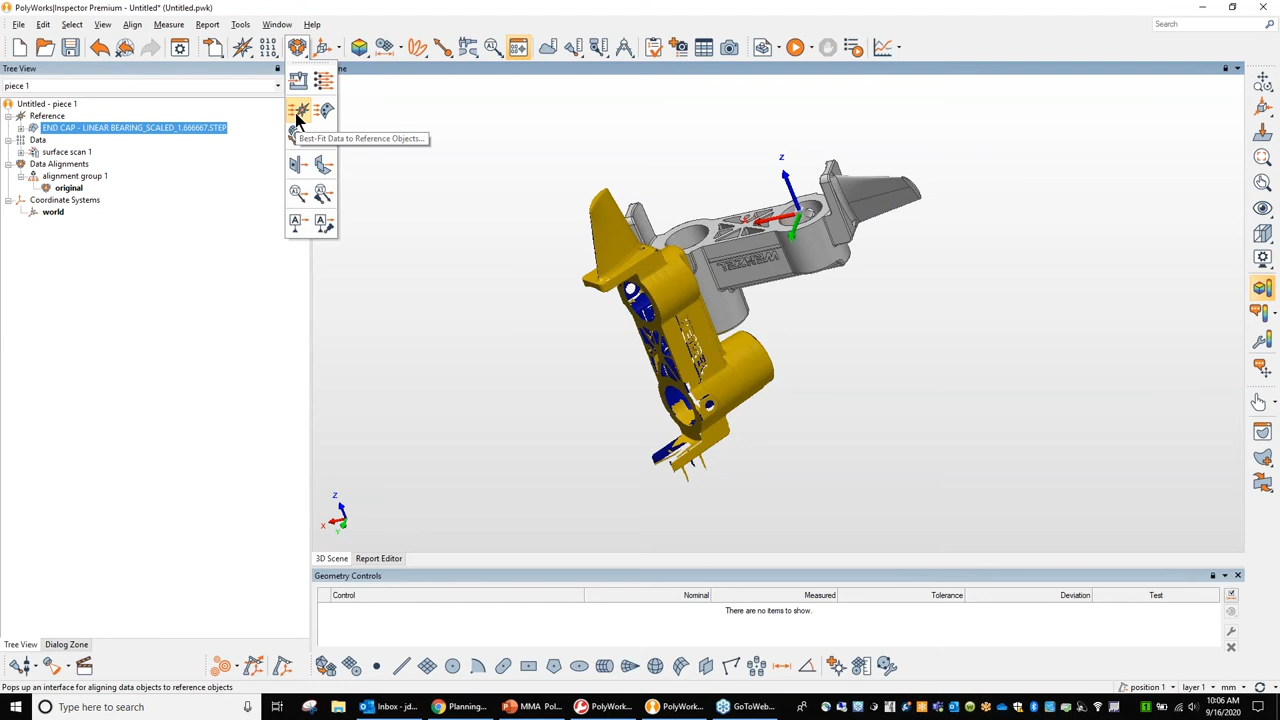 PolyWorks|Inspector Premium - Untitled* (Untitled.pwk)
File Edit Select View Align Measure Report Tools Window Help
Search
Tree View
ne
piece 1
Untitled - piece 1
Reference
END CAP - LINEAR BEARING_SCALED_1.666667.STEP
Data
surface scan 1
Data Alignments
alignment group 1
original
Coordinate Systems
world
Best-Fit Data to Reference Objects...
Z
WENZEL
Z
X
Y
3D Scene Report Editor
Geometry Controls
Control Nominal Measured Tolerance Deviation Test
There are no items to show.
Tree View Dialog Zone
Pops up an interface for aligning data objects to reference objects
position 1 layer 1 mm
Type here to search
Inbox - jd... Planning... MMA Pol... PolyWork... PolyWork... GoToWeb...
10:06 AM
9/16/2020